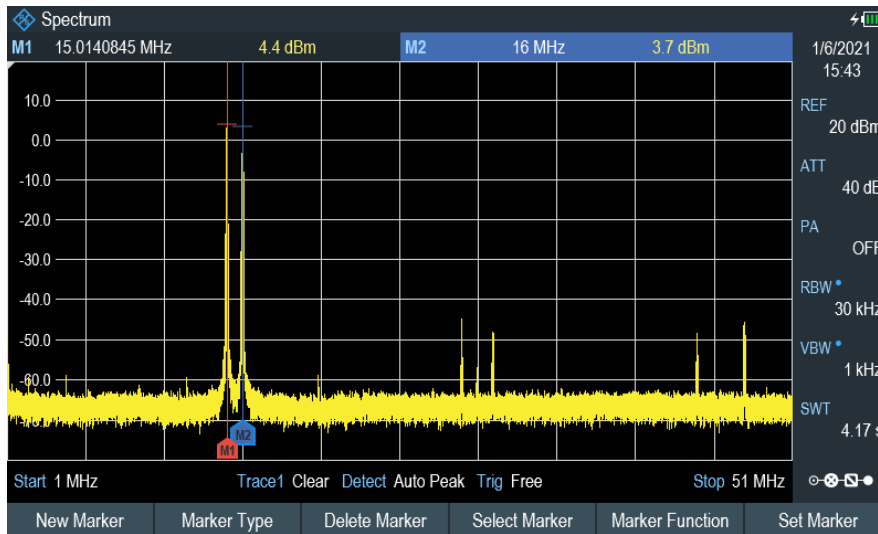 Spectrum
M1 15.0140845 MHz 4.4 dBm M2 16 MHz 3.7 dBm
1/6/2021
15:43
10.0
0.0
-10.0
-20.0
-30.0
-40.0
-50.0
-60.0
REF
20 dBm
ATT
40 dB
PA
OFF
RBW
30 kHz
VBW
1 kHz
SWT
4.17 s
M2
M1
Start 1 MHz Trace1 Clear Detect Auto Peak Trig Free Stop 51 MHz
New Marker Marker Type Delete Marker Select Marker Marker Function Set Marker